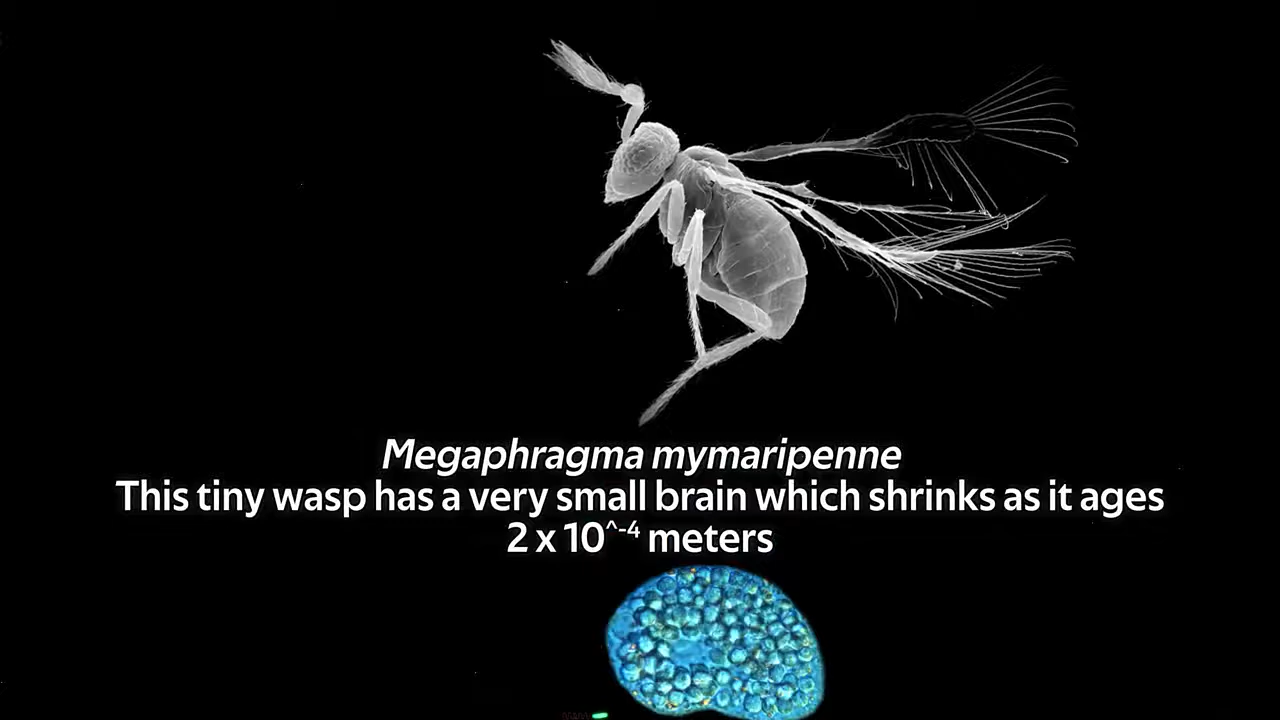 Megaphragma mymaripenne
This tiny wasp has a very small brain which shrinks as it ages
2 x 10^-4 meters